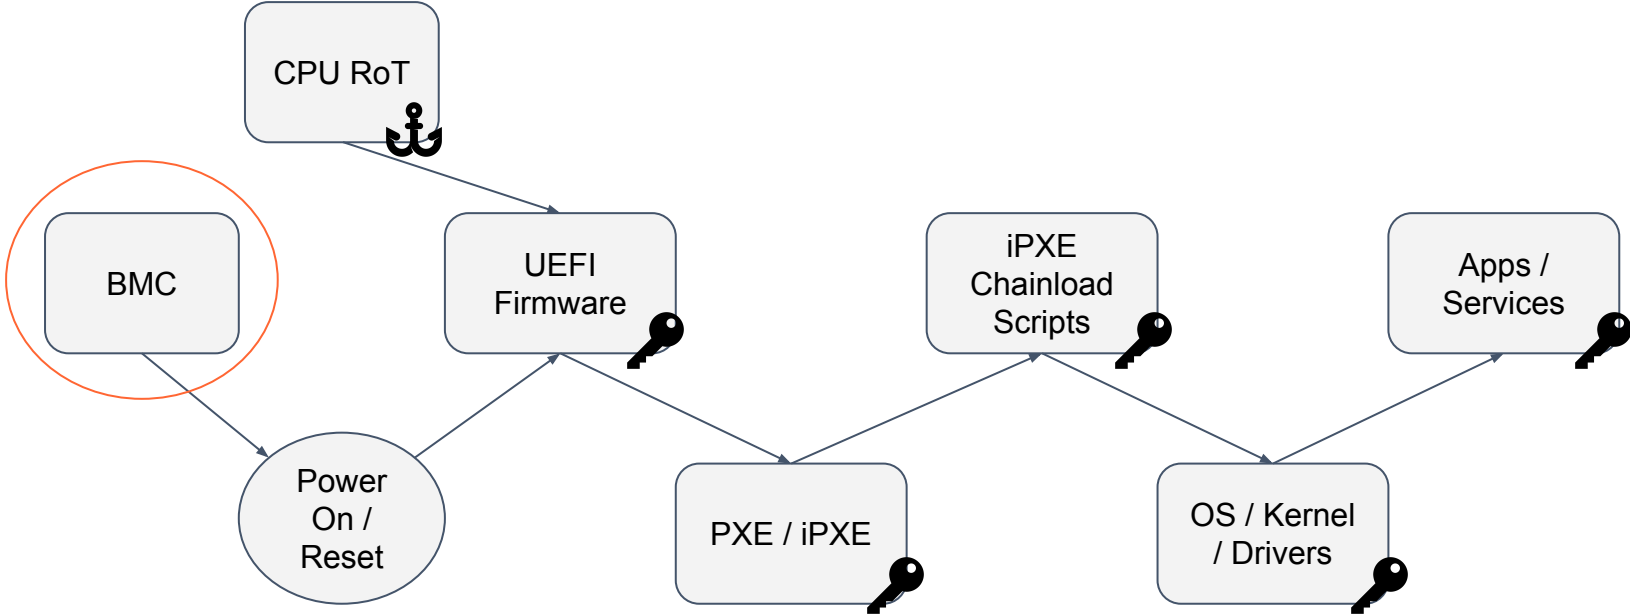 CPU RoT
BMC
UEFI
Firmware
iPXE
Chainload
Scripts
Apps /
Services
Power
On /
Reset
PXE / iPXE
OS / Kernel
/ Drivers